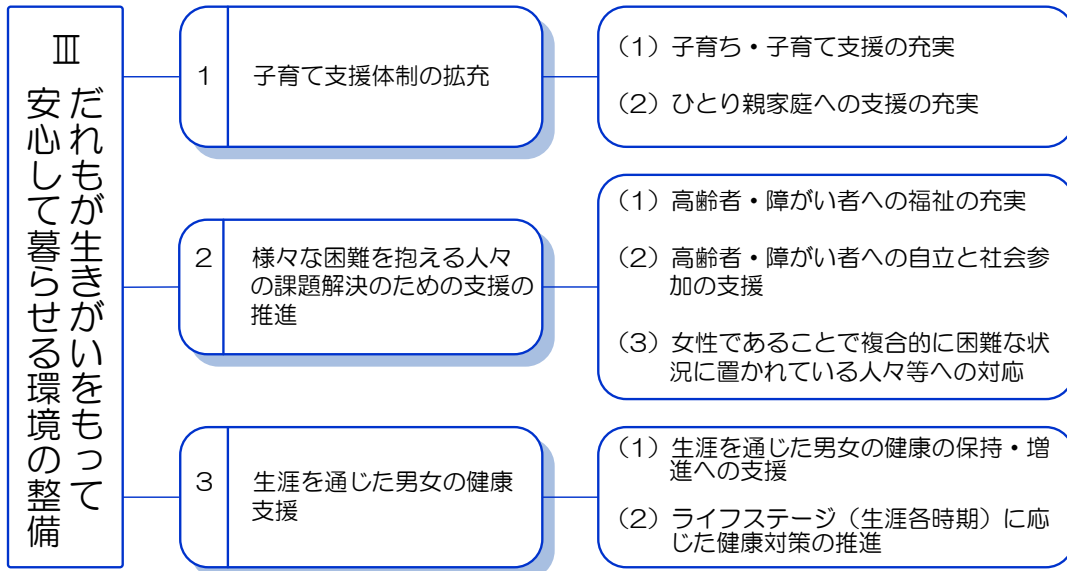 Ⅲ
だれもが生きがいをもって
安心して暮らせる環境の整備
1
子育て支援体制の拡充
(1)子育ち・子育て支援の充実
(2)ひとり親家庭への支援の充実
2
様々な困難を抱える人々
の課題解決のための支援の
推進
(1)高齢者・障がい者への福祉の充実
(2)高齢者・障がい者への自立と社会参
加の支援
(3)女性であることで複合的に困難な状
況に置かれている人々等への対応
3
生涯を通じた男女の健康
支援
(1)生涯を通じた男女の健康の保持・増
進への支援
(2)ライフステージ(生涯各時期)に応
じた健康対策の推進